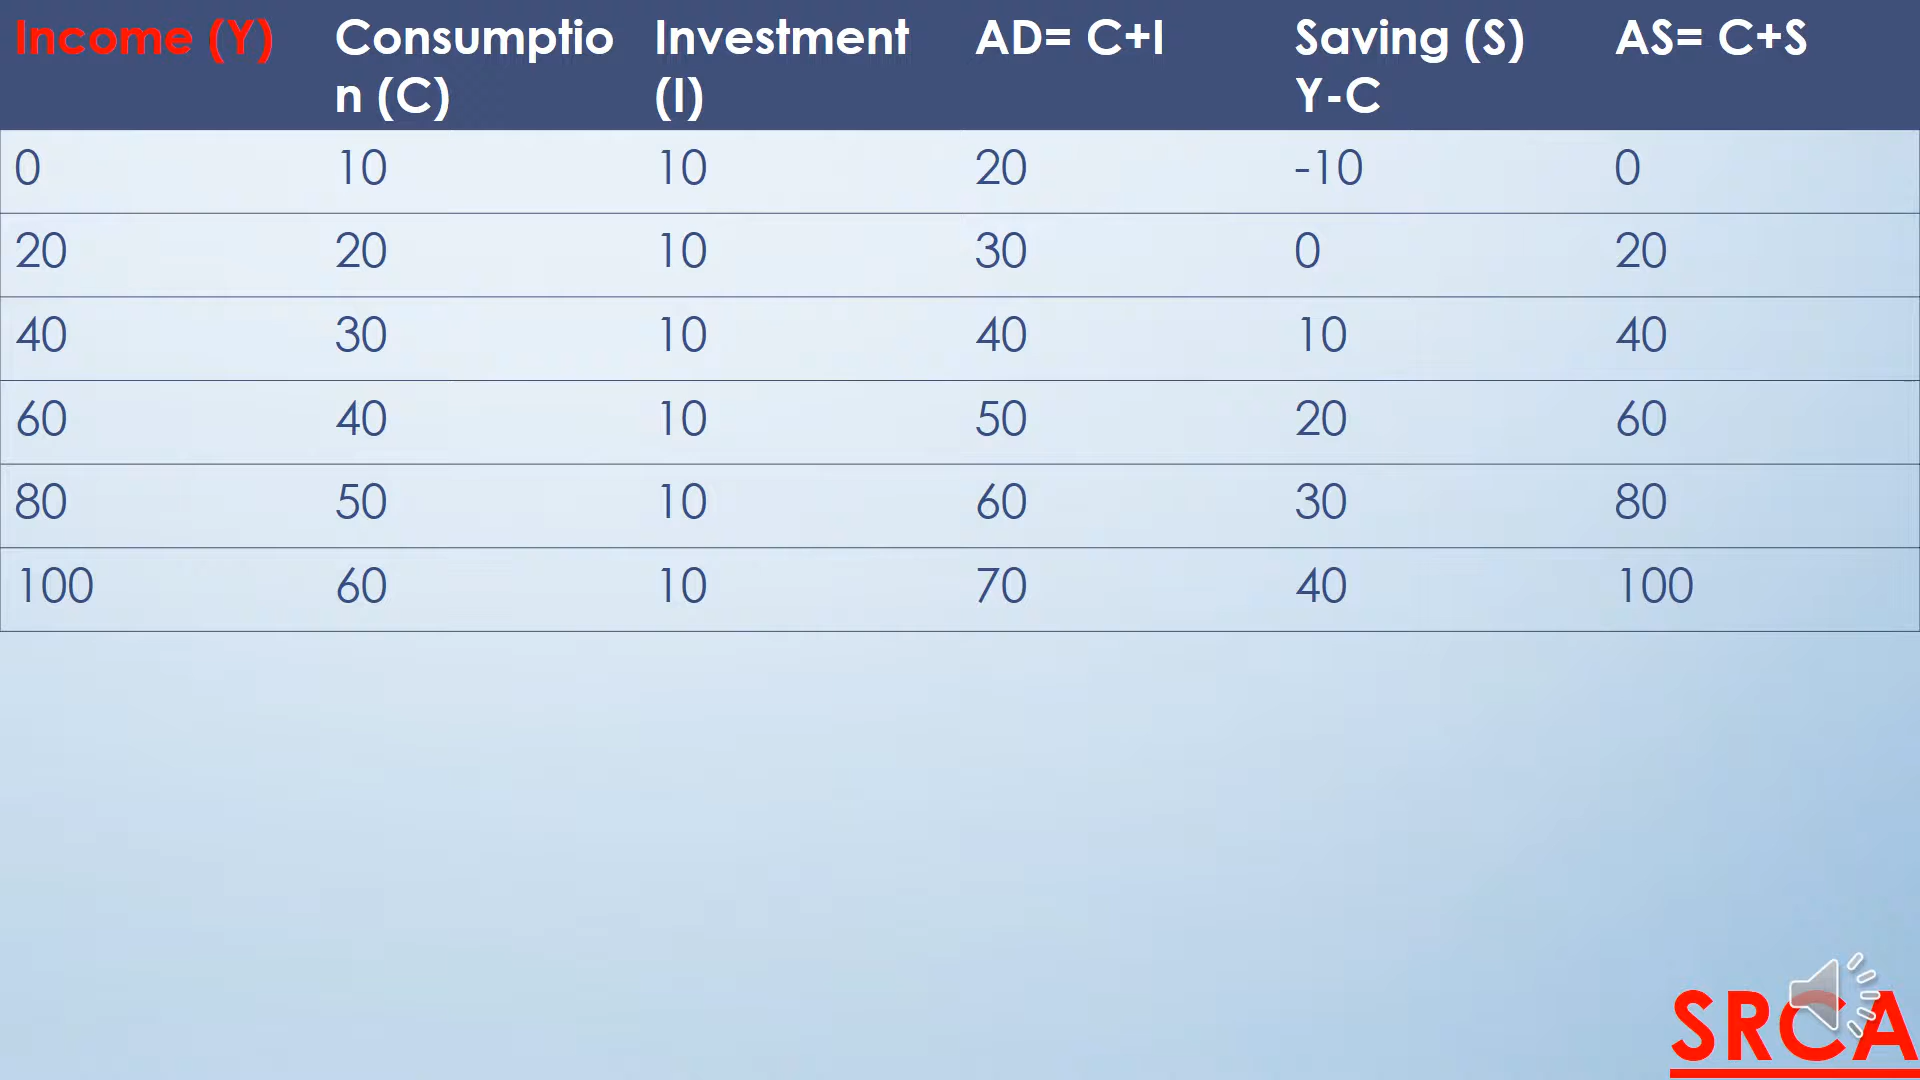 Income (Y) Consumptio Investment AD= C+I Saving (S) AS= C+S
n (C) (I) Y-C
0 10 10 20 -10 0
20 20 10 30 0 20
40 30 10 40 10 40
60 40 10 50 20 60
80 50 10 60 30 80
100 60 10 70 40 100
SRCA